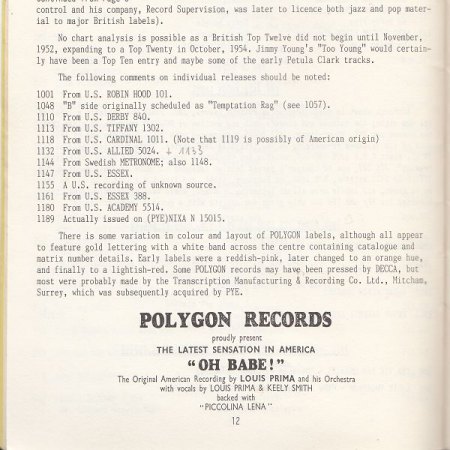 control and his company, Record Supervision, was later to licence both jazz and pop mater-
ial to major British labels).
No chart analysis is possible as a British Top Twelve did not begin until November,
1952, expanding to a Top Twenty in October, 1954. Jimmy Young's "Too Young" would certain-
ly have been a Top Ten entry and maybe some of the early Petula Clark tracks.
The following comments on individual releases should be noted:
1001 From U.S. ROBIN HOOD 101.
1048 "B" side originally scheduled as "Temptation Rag" (see 1057).
1110 From U.S. DERBY 840.
1113 From U.S. TIFFANY 1302.
1118 From U.S. CARDINAL 1011. (Note that 1119 is possibly of American origin)
1132 From U.S. ALLIED 5024. + 1133
1144 From Swedish METRONOME; also 1148.
1147 From U.S. ESSEX.
1155 A U.S. recording of unknown source.
1161 From U.S. ESSEX 388.
1180 From U.S. ACADEMY 5514.
1189 Actually issued on (PYE)NIXA N 15015.
There is some variation in colour and layout of POLYGON labels, although all appear
to feature gold lettering with a white band across the centre containing catalogue and
matrix number details. Early labels were a reddish-pink, later changed to an orange hue,
and finally to a lightish-red. Some POLYGON records may have been pressed by DECCA, but
most were probably made by the Transcription Manufacturing & Recording Co. Ltd., Mitcham,
Surrey, which was subsequently acquired by PYE.
POLYGON RECORDS
proudly present
THE LATEST SENSATION IN AMERICA
"OH BABE!"
The Original American Recording by LOUIS PRIMA and his Orchestra
with vocals by LOUIS PRIMA & KEELY SMITH
backed with
"PICCOLINA LENA"
12